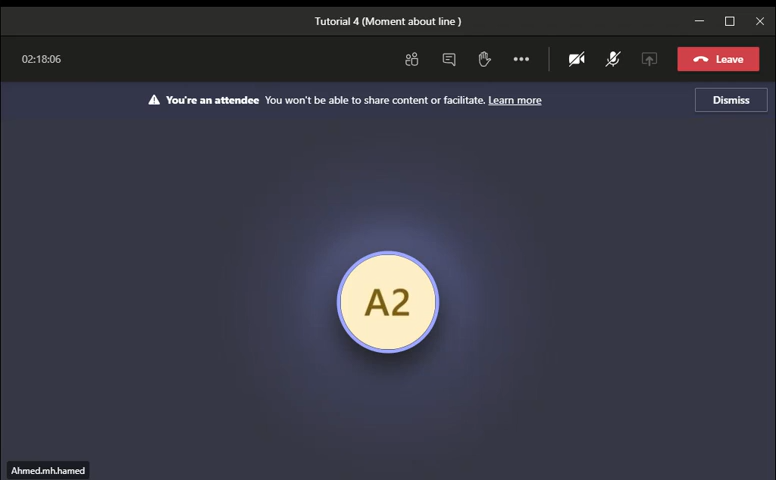 Tutorial 4 (Moment about line )
02:18:06
Leave
You're an attendee You won't be able to share content or facilitate. Learn more
Dismiss
A2
Ahmed.mh.hamed